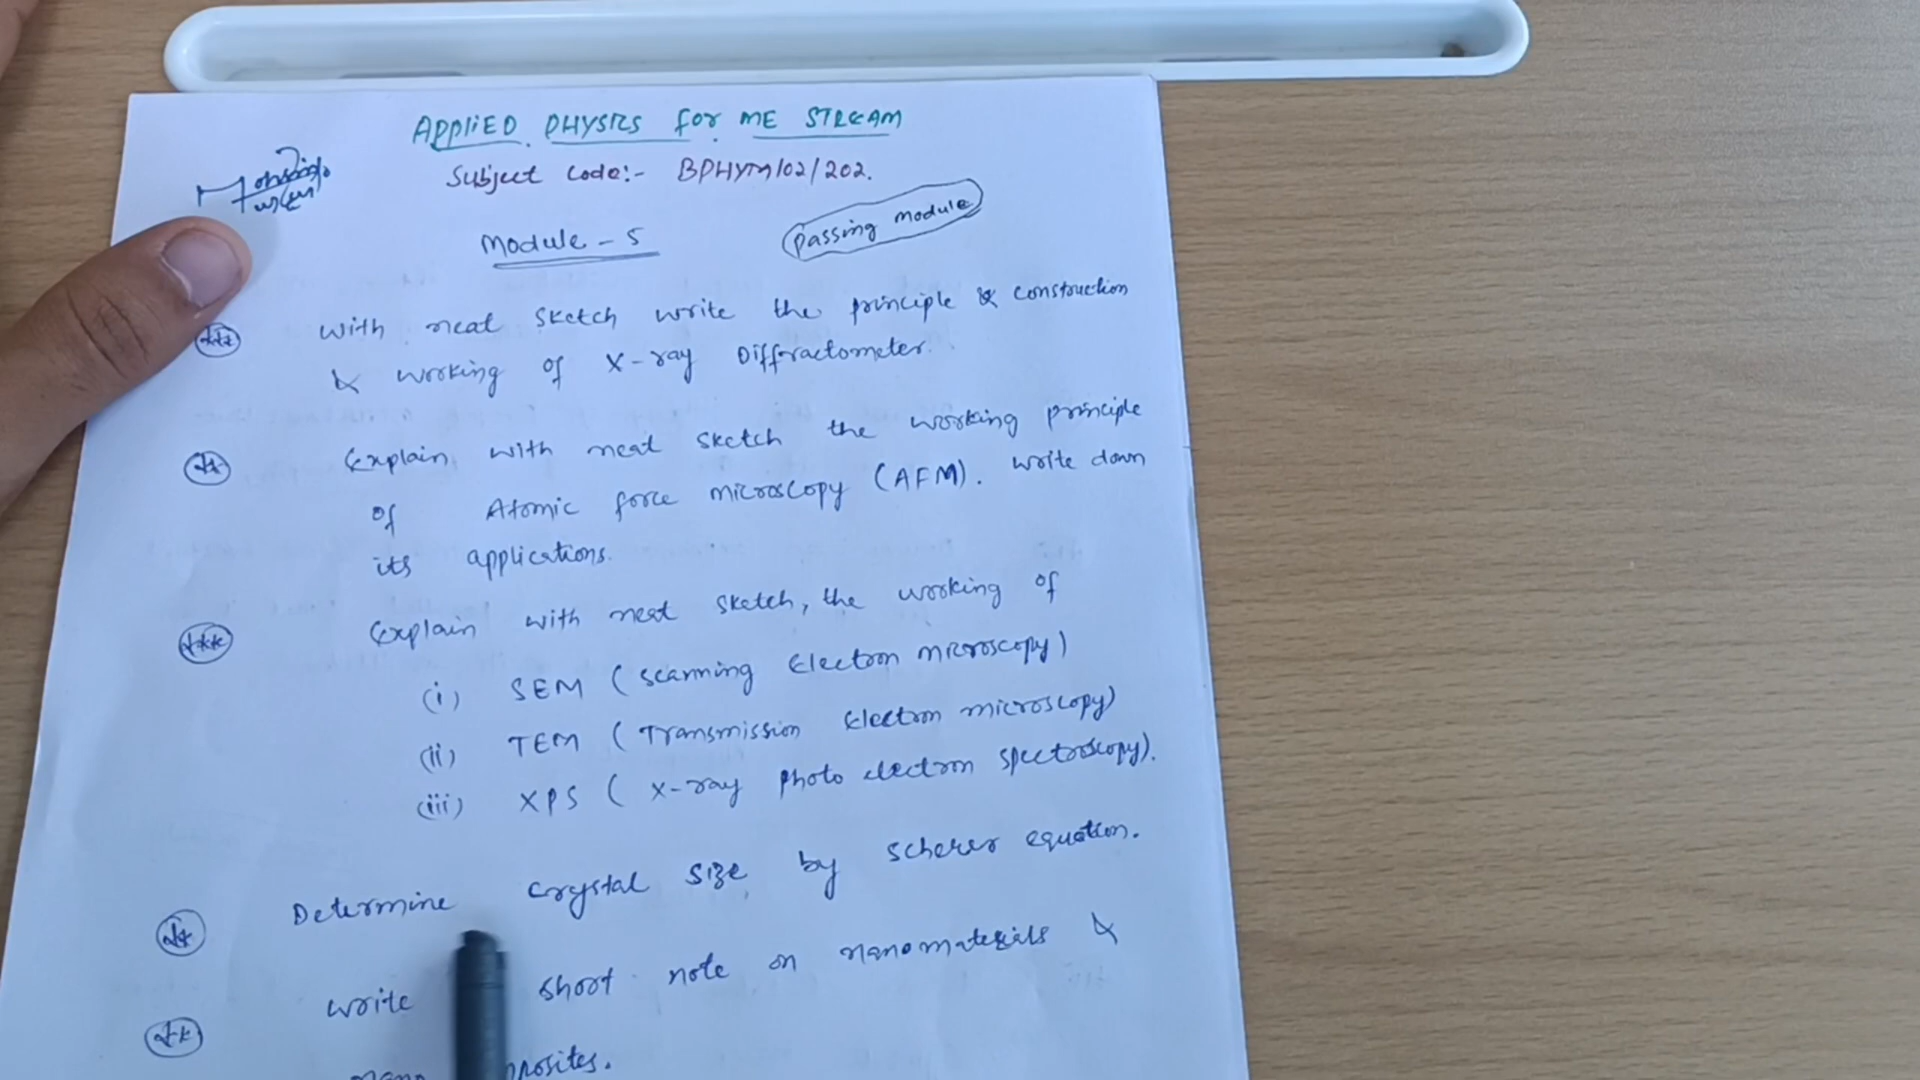 APPLIED PHYSICS for ME STREAM
Subject Code:- BPHYM102/202.
Module - 5
Passing Module
With neat sketch write the principle & construction
& working of X-ray Diffractometer.
Explain with neat sketch the working principle
of Atomic force microscopy (AFM). Write down
its applications.
Explain with neat sketch, the working of
(i) SEM (Scanning Electron microscopy)
(ii) TEM (Transmission Electron microscopy)
(iii) XPS (X-ray photo electron spectroscopy).
Determine crystal size by scherer equation.
write short note on nanomaterials &
nano